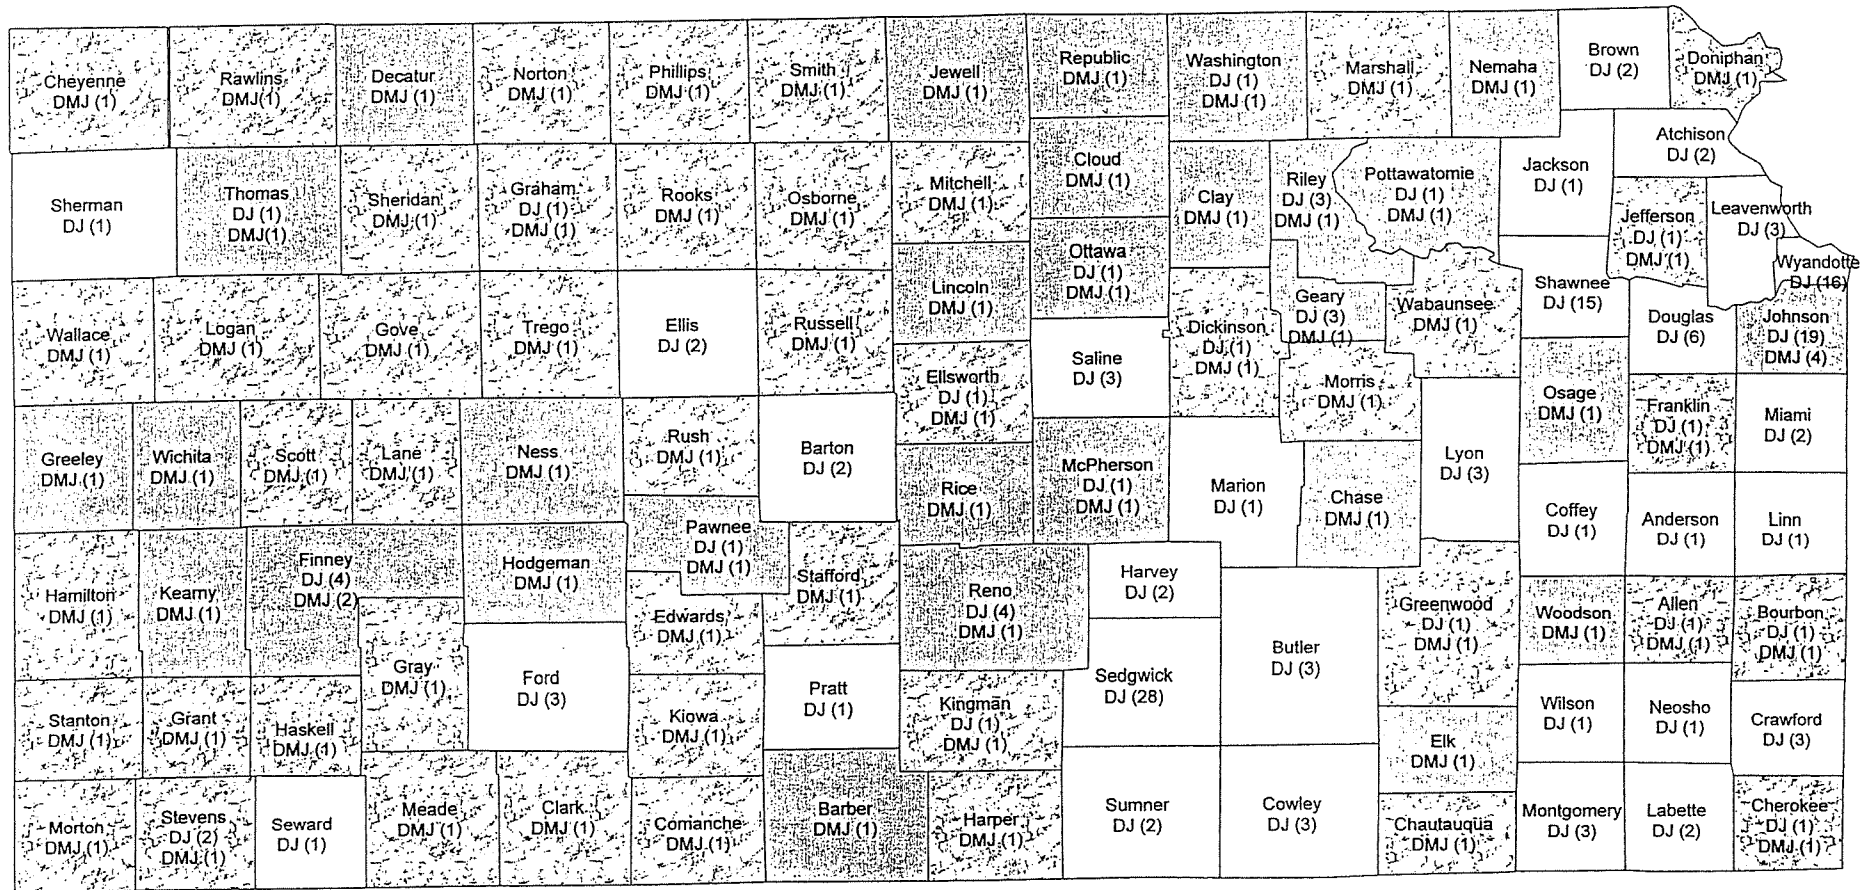 Cheyenne
DMJ (1)
Rawlins
DMJ(1)
Decatur
DMJ (1)
Norton
DMJ (1)
Phillips
DMJ (1)
Smith
DMJ (1)
Jewell
DMJ (1)
Republic
DMJ (1)
Washington
DJ (1)
DMJ (1)
Marshall
DMJ (1)
Nemaha
DMJ (1)
Brown
DJ (2)
Doniphan
DMJ (1)
Sherman
DJ (1)
Thomas
DJ (1)
DMJ(1)
Sheridan
DMJ (1)
Graham
DJ (1)
DMJ (1)
Rooks
DMJ (1)
Osborne
DMJ (1)
Mitchell
DMJ (1)
Cloud
DMJ (1)
Clay
DMJ (1)
Riley
DJ (3)
DMJ (1)
Pottawatomie
DJ (1)
DMJ (1)
Jackson
DJ (1)
Atchison
DJ (2)
Jefferson
DJ (1)
DMJ (1)
Leavenworth
DJ (3)
Wyandotte
DJ (16)
Wallace
DMJ (1)
Logan
DMJ (1)
Gove
DMJ (1)
Trego
DMJ (1)
Ellis
DJ (2)
Russell
DMJ (1)
Lincoln
DMJ (1)
Ottawa
DJ (1)
DMJ (1)
Saline
DJ (3)
Dickinson
DJ (1)
DMJ (1)
Geary
DJ (3)
DMJ (1)
Wabaunsee
DMJ (1)
Shawnee
DJ (15)
Douglas
DJ (6)
Johnson
DJ (19)
DMJ (4)
Greeley
DMJ (1)
Wichita
DMJ (1)
Scott
DMJ (1)
Lane
DMJ (1)
Ness
DMJ (1)
Rush
DMJ (1)
Barton
DJ (2)
Ellsworth
DJ (1)
DMJ (1)
Rice
DMJ (1)
McPherson
DJ (1)
DMJ (1)
Marion
DJ (1)
Morris
DMJ (1)
Chase
DMJ (1)
Lyon
DJ (3)
Osage
DMJ (1)
Franklin
DJ (1)
DMJ (1)
Miami
DJ (2)
Hamilton
DMJ (1)
Kearny
DMJ (1)
Finney
DJ (4)
DMJ (2)
Hodgeman
DMJ (1)
Pawnee
DJ (1)
DMJ (1)
Edwards
DMJ (1)
Stafford
DMJ (1)
Reno
DJ (4)
DMJ (1)
Harvey
DJ (2)
Butler
DJ (3)
Greenwood
DJ (1)
DMJ (1)
Coffey
DJ (1)
Anderson
DJ (1)
Linn
DJ (1)
Woodson
DMJ (1)
Allen
DJ (1)
DMJ (1)
Bourbon
DJ (1)
DMJ (1)
Gray
DMJ (1)
Ford
DJ (3)
Kiowa
DMJ (1)
Pratt
DJ (1)
Kingman
DJ (1)
DMJ (1)
Sedgwick
DJ (28)
Stanton
DMJ (1)
Grant
DMJ (1)
Haskell
DMJ (1)
Elk
DMJ (1)
Wilson
DJ (1)
Neosho
DJ (1)
Crawford
DJ (3)
Morton
DMJ (1)
Stevens
DJ (2)
DMJ (1)
Seward
DJ (1)
Meade
DMJ (1)
Clark
DMJ (1)
Comanche
DMJ (1)
Barber
DMJ (1)
Harper
DMJ (1)
Sumner
DJ (2)
Cowley
DJ (3)
Chautauqua
DMJ (1)
Montgomery
DJ (3)
Labette
DJ (2)
Cherokee
DJ (1)
DMJ (1)